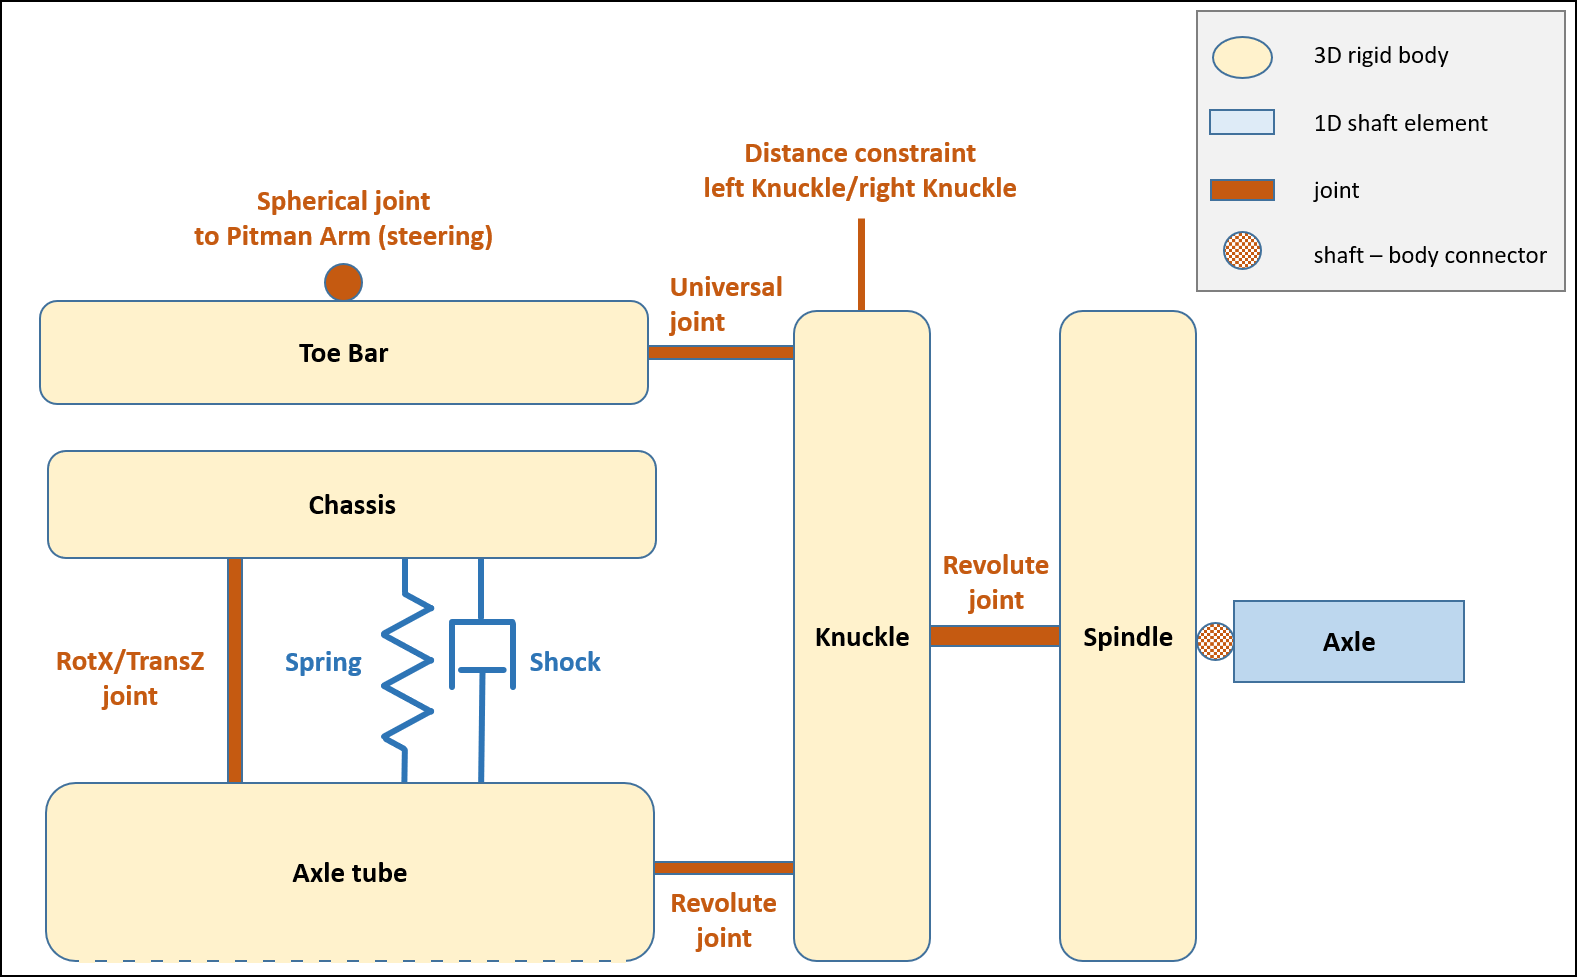 3D rigid body
1D shaft element
joint
shaft – body connector
Distance constraint
left Knuckle/right Knuckle
Spherical joint
to Pitman Arm (steering)
Universal
joint
Toe Bar
Chassis
Revolute
joint
Knuckle
Spindle
Axle
RotX/TransZ
joint
Spring
Shock
Axle tube
Revolute
joint